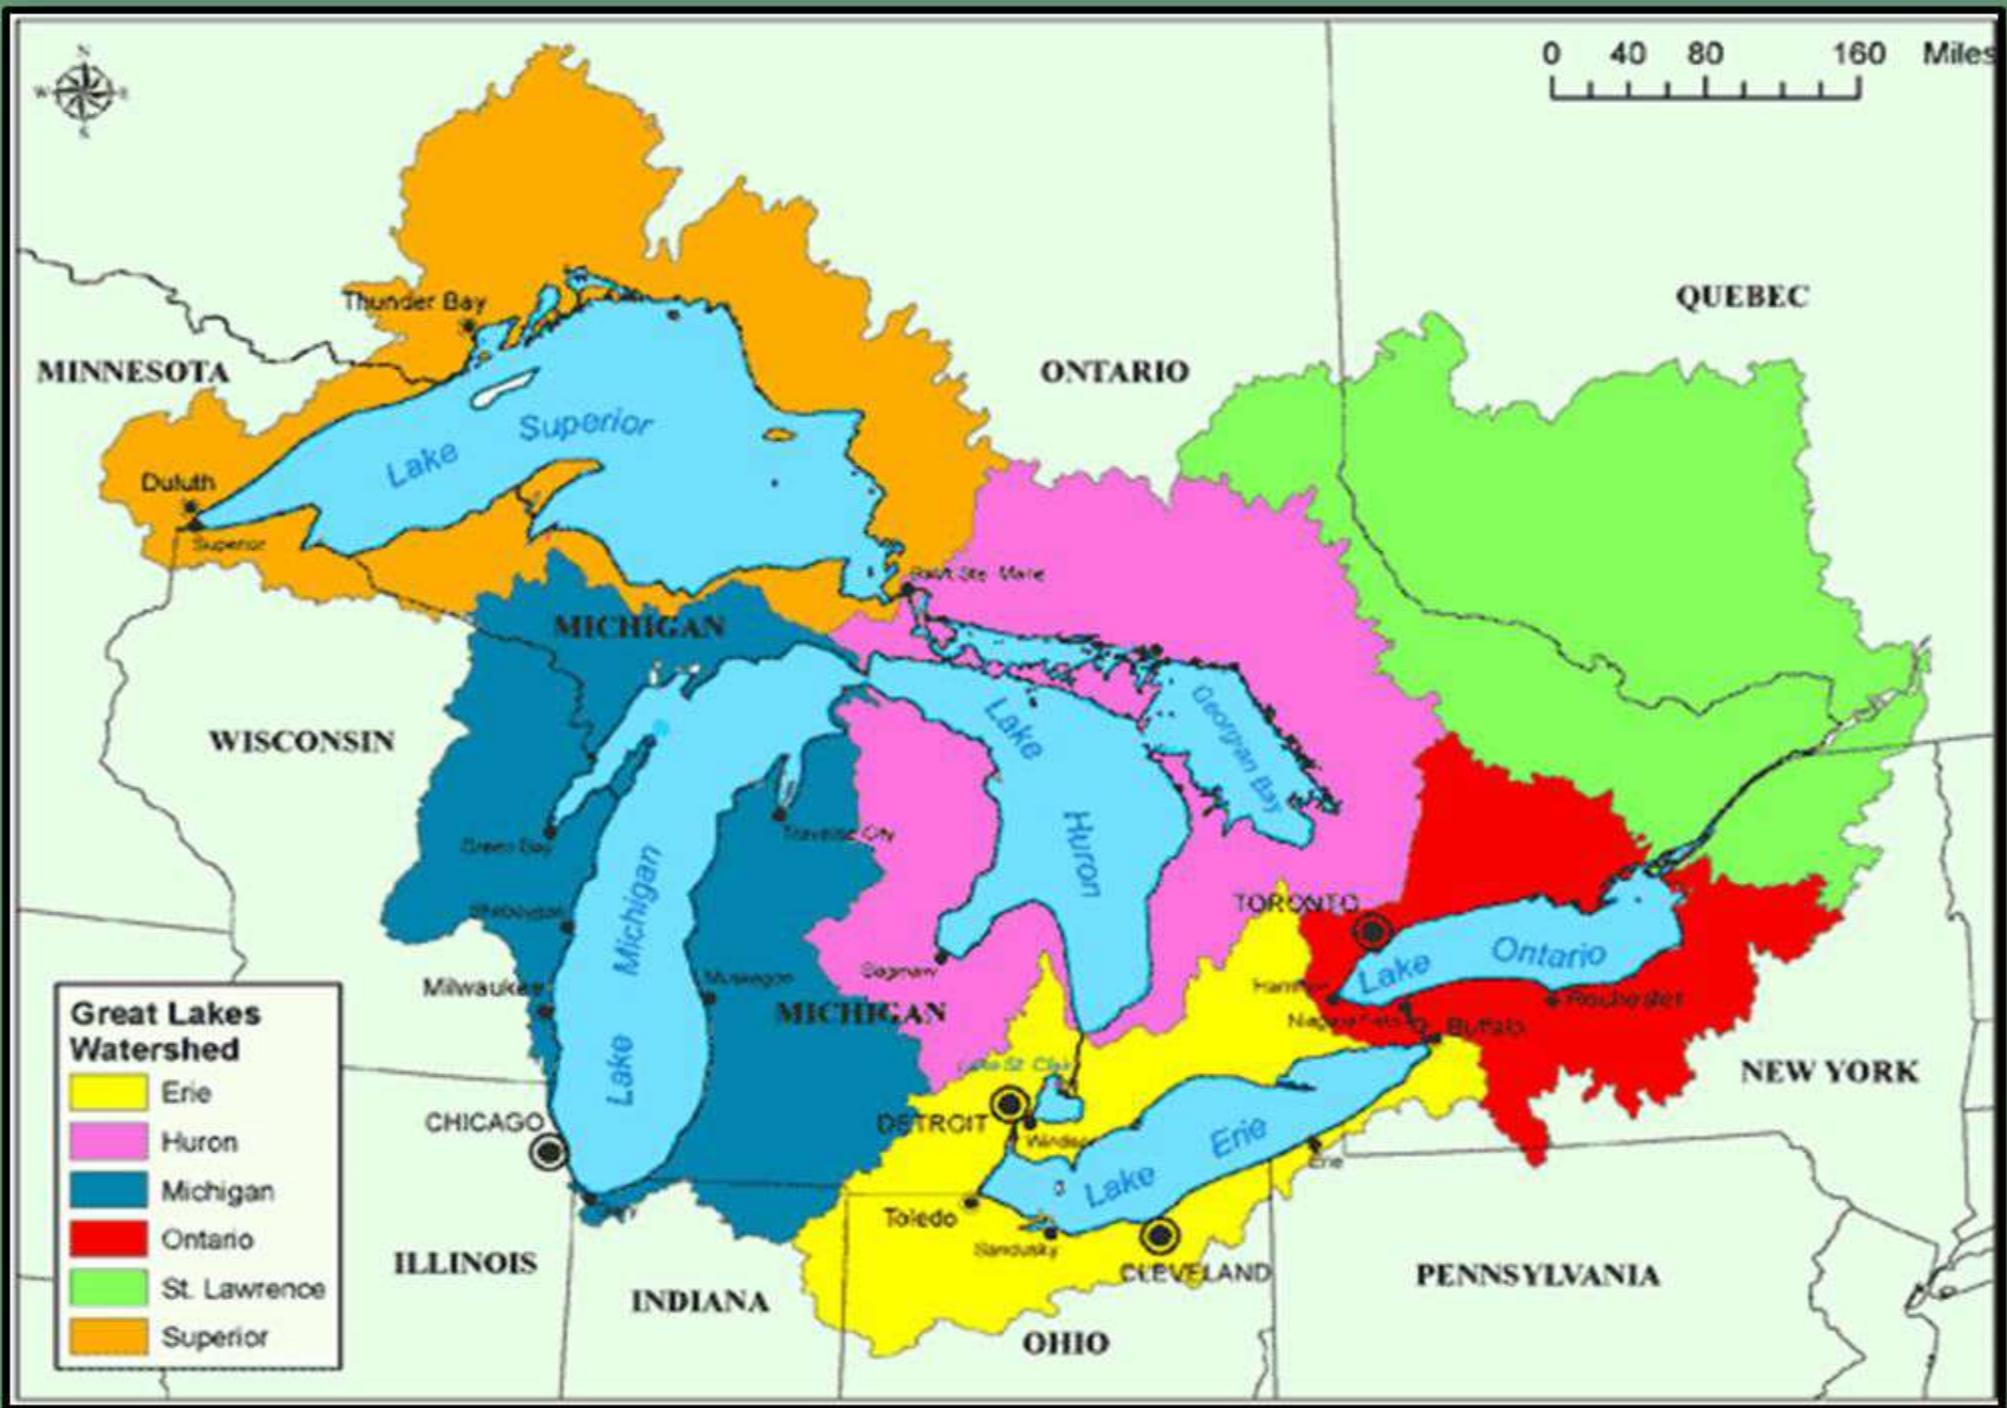 N
W E
S
0 40 80 160 Miles
QUEBEC
Thunder Bay
MINNESOTA
ONTARIO
Lake Superior
Duluth
Superior
Sault Ste. Marie
MICHIGAN
Georgian Bay
Lake Huron
WISCONSIN
Traverse City
Green Bay
Lake Michigan
Sheboygan
TORONTO
Lake Ontario
Saginaw
Muskegon
Milwaukee
MICHIGAN
Hamilton
Rochester
Niagara Falls
Buffalo
Lake St. Clair
NEW YORK
CHICAGO
DETROIT
Windsor
Lake Erie
Erie
Toledo
Sandusky
CLEVELAND
ILLINOIS
INDIANA
OHIO
PENNSYLVANIA
Great Lakes
Watershed
Erie
Huron
Michigan
Ontario
St. Lawrence
Superior